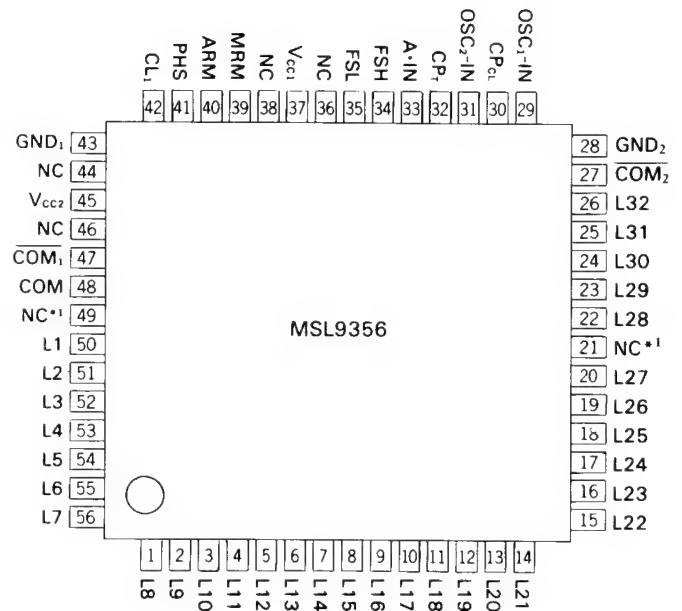 CL₁ PHS ARM MRM NC Vcc₁ NC FSL FSH A•IN CP_T OSC₂-IN CP_CL OSC₁-IN
42 41 40 39 38 37 36 35 34 33 32 31 30 29
GND₁ 43
NC 44
Vcc₂ 45
NC 46
C̅O̅M̅₁ 47
COM 48
NC*¹ 49
L1 50
L2 51
L3 52
L4 53
L5 54
L6 55
L7 56
MSL9356
28 GND₂
27 C̅O̅M̅₂
26 L32
25 L31
24 L30
23 L29
22 L28
21 NC*¹
20 L27
19 L26
18 L25
17 L24
16 L23
15 L22
1 2 3 4 5 6 7 8 9 10 11 12 13 14
L8 L9 L10 L11 L12 L13 L14 L15 L16 L17 L18 L19 L20 L21